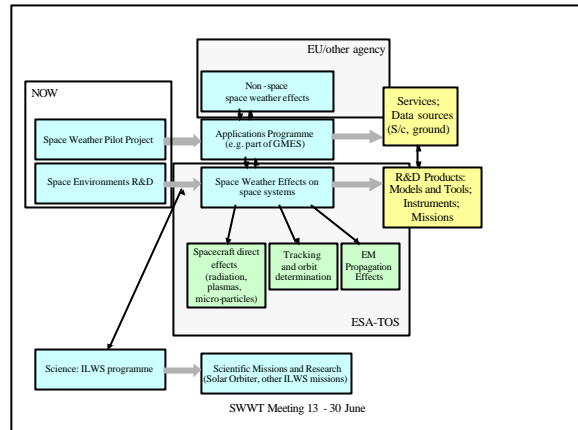 EU/other agency
NOW
Non -space
space weather effects
Services;
Data sources
(S/c, ground)
Space Weather Pilot Project
Applications Programme
(e.g. part of GMES)
Space Environments R&D
Space Weather Effects on
space systems
R&D Products:
Models and Tools;
Instruments;
Missions
Spacecraft direct
effects
(radiation,
plasmas,
micro-particles)
Tracking
and orbit
determination
EM
Propagation
Effects
ESA-TOS
Science: ILWS programme
Scientific Missions and Research
(Solar Orbiter, other ILWS missions)
SWWT Meeting 13 - 30 June